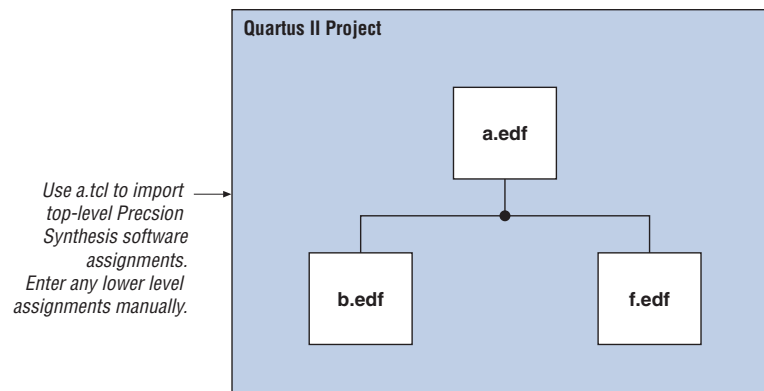 Quartus II Project
a.edf
Use a.tcl to import
top-level Precsion
Synthesis software
assignments.
Enter any lower level
assignments manually.
b.edf
f.edf